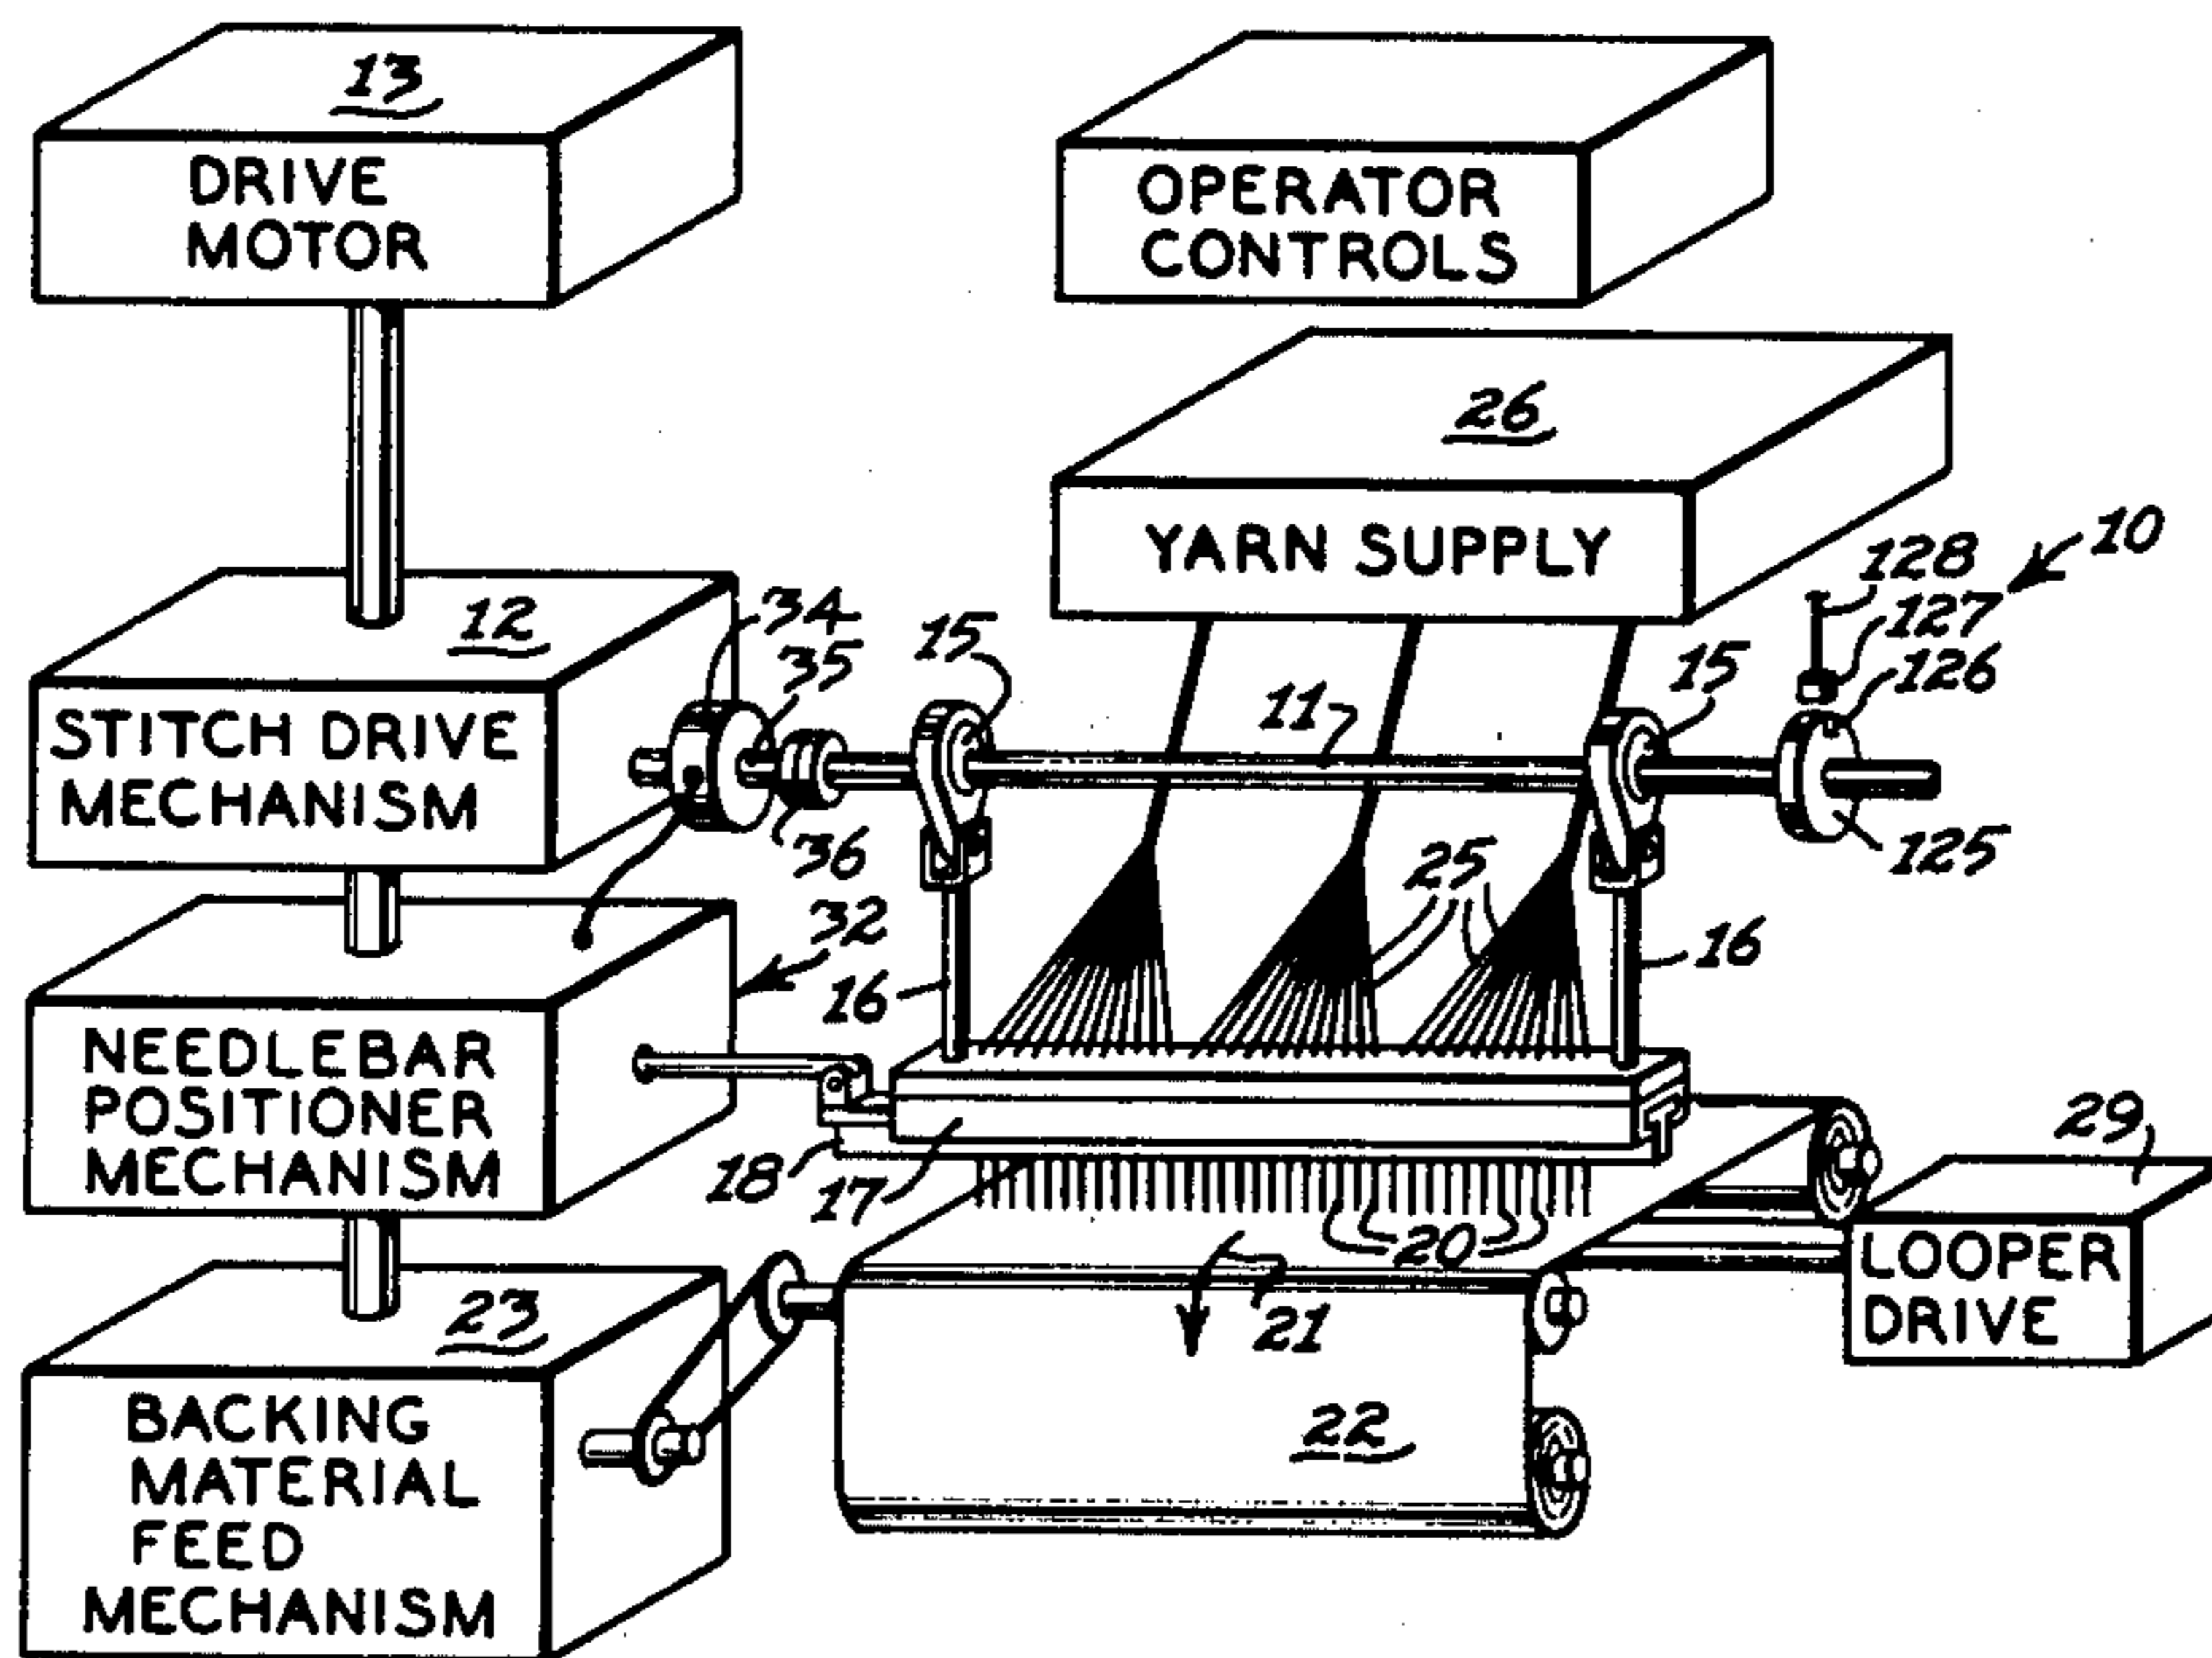 13
DRIVE
MOTOR
OPERATOR
CONTROLS
26
YARN SUPPLY
10
128
127
126
125
12
STITCH DRIVE
MECHANISM
34
35
36
15
11
15
25
32
16
16
NEEDLEBAR
POSITIONER
MECHANISM
18
17
20
21
29
LOOPER
DRIVE
23
BACKING
MATERIAL
FEED
MECHANISM
22